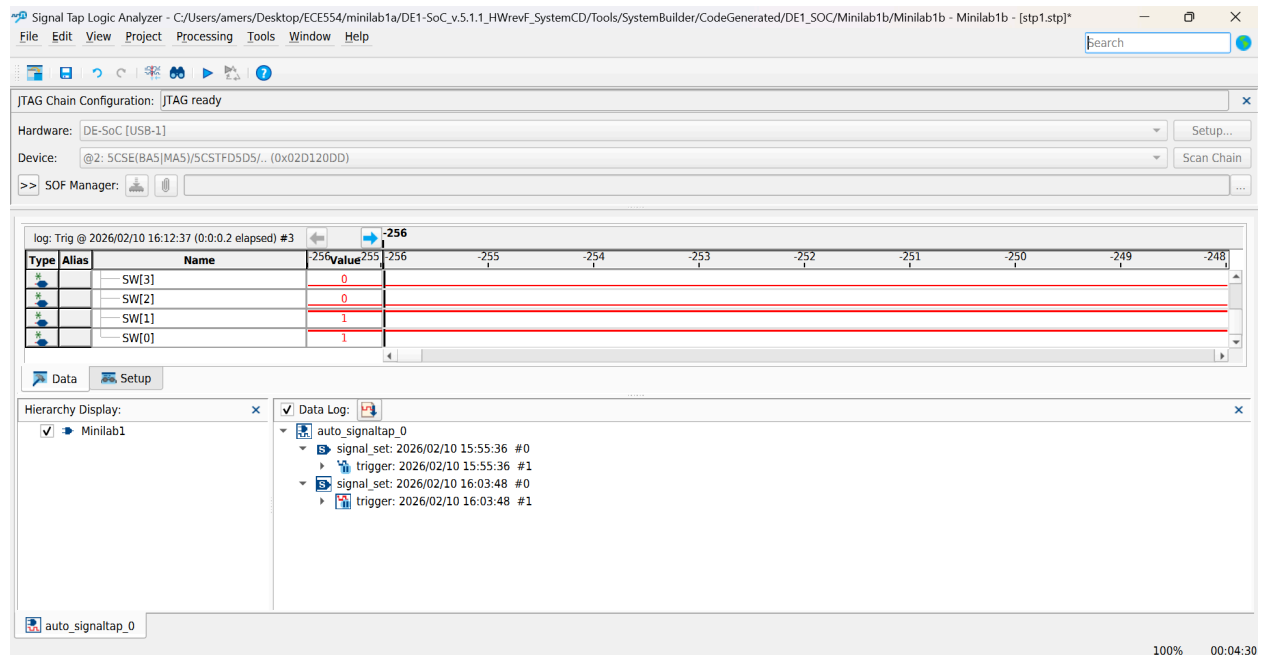 Signal Tap Logic Analyzer - C:/Users/amers/Desktop/ECE554/minilab1a/DE1-SoC_v.5.1.1_HWrevF_SystemCD/Tools/SystemBuilder/CodeGenerated/DE1_SOC/Minilab1b/Minilab1b - Minilab1b - [stp1.stp]*
File Edit View Project Processing Tools Window Help
Search
JTAG Chain Configuration: JTAG ready
Hardware: DE-SoC [USB-1] Setup...
Device: @2: 5CSE(BA5|MA5)/5CSTFD5D5/.. (0x02D120DD) Scan Chain
>> SOF Manager: ...
log: Trig @ 2026/02/10 16:12:37 (0:0:0.2 elapsed) #3 -256
Type Alias Name -256 Value -255 -256 -255 -254 -253 -252 -251 -250 -249 -248
SW[3] 0
SW[2] 0
SW[1] 1
SW[0] 1
Data Setup
Hierarchy Display: Data Log:
Minilab1 auto_signaltap_0
signal_set: 2026/02/10 15:55:36 #0
trigger: 2026/02/10 15:55:36 #1
signal_set: 2026/02/10 16:03:48 #0
trigger: 2026/02/10 16:03:48 #1
auto_signaltap_0
100% 00:04:30